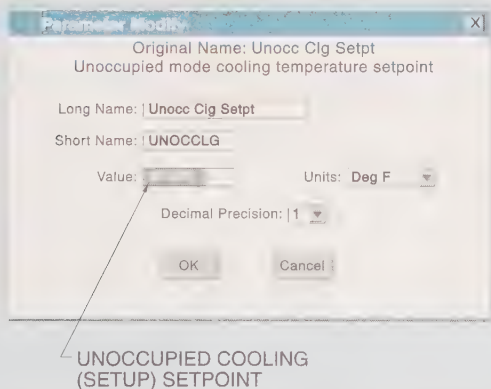 Parameter Modify
X
Original Name: Unocc Clg Setpt
Unoccupied mode cooling temperature setpoint
Long Name: Unocc Clg Setpt
Short Name: UNOCCLG
Value:
Units: Deg F
Decimal Precision: 1
OK
Cancel
UNOCCUPIED COOLING
(SETUP) SETPOINT